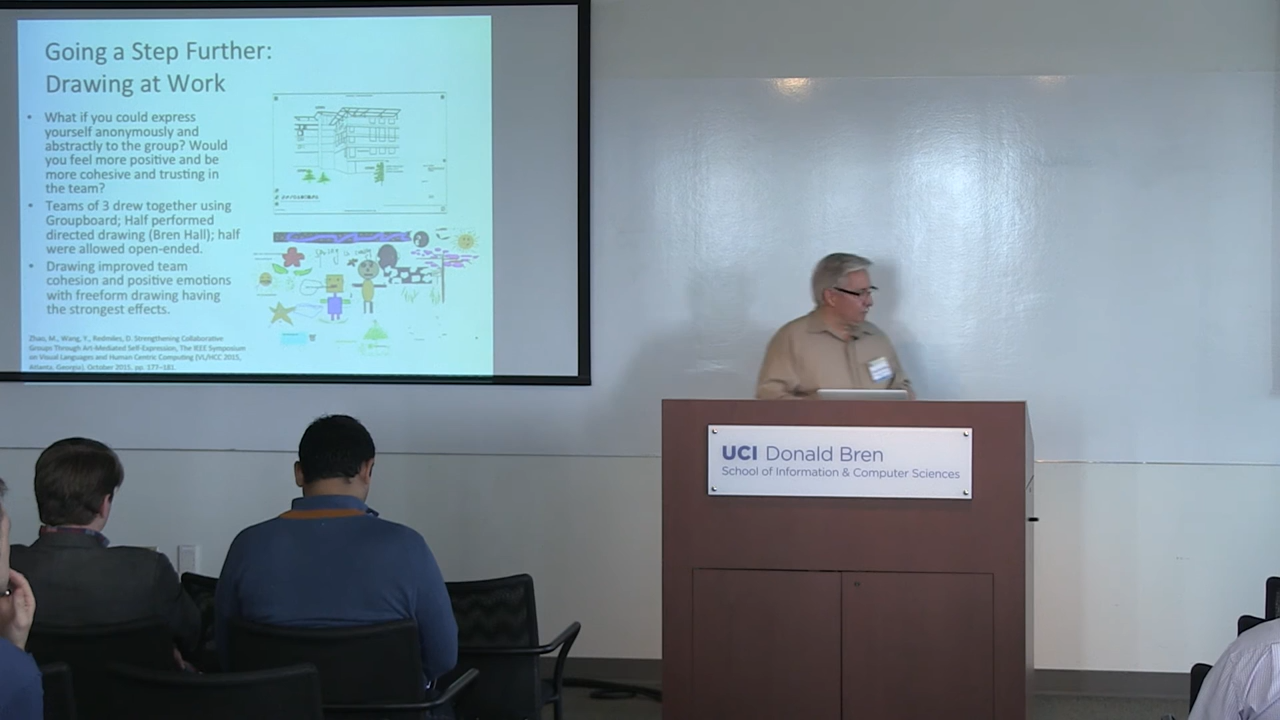 Going a Step Further:
Drawing at Work
• What if you could express
yourself anonymously and
abstractly to the group? Would
you feel more positive and be
more cohesive and trusting in
the team?
• Teams of 3 drew together using
Groupboard; Half performed
directed drawing (Bren Hall); half
were allowed open-ended.
• Drawing improved team
cohesion and positive emotions
with freeform drawing having
the strongest effects.
Zhao, M., Wang, Y., Redmiles, D. Strengthening Collaborative
Groups Through Art-Mediated Self-Expression, The IEEE Symposium
on Visual Languages and Human Centric Computing (VL/HCC 2015,
Atlanta, Georgia), October 2015, pp. 177–181.
UCI Donald Bren
School of Information & Computer Sciences